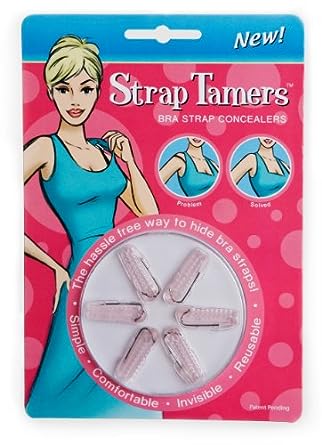 New!
Strap Tamers™
BRA STRAP CONCEALERS
Problem
Solved
The hassle free way to hide bra straps!
• Simple • Comfortable • Invisible • Reusable •
Patent Pending